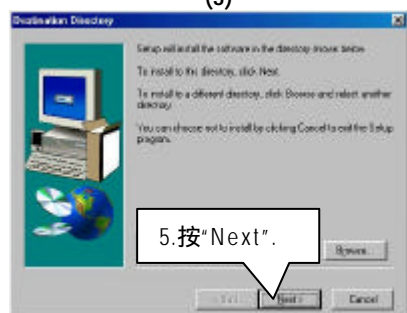 (3)
Destination Directory
Setup will install the software in the directory shown below.
To install to this directory, click Next.
To install to a different directory, click Browse and select another
directory.
You can choose not to install by clicking Cancel to exit the Setup
program.
5.按“Next”.
Browse...
Next >
Cancel